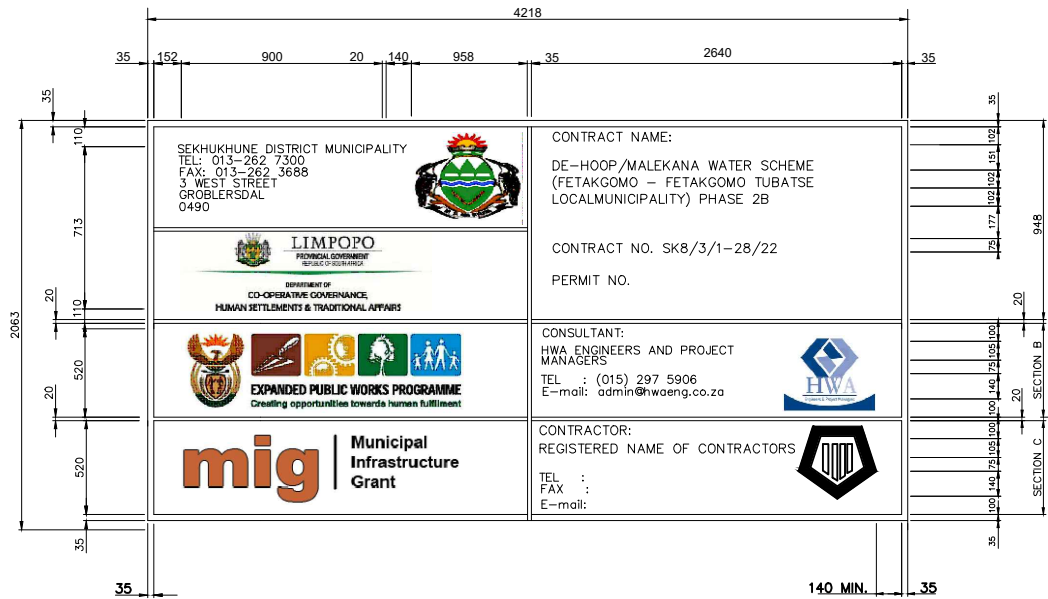 4218
35
152
900
20
140
958
35
2640
35
SEKHUKHUNE DISTRICT MUNICIPALITY
TEL: 013-262 7300
FAX: 013-262 3688
3 WEST STREET
GROBLERSDAL
0490
CONTRACT NAME:
DE-HOOP/MALEKANA WATER SCHEME
(FETAKGOMO - FETAKGOMO TUBATSE
LOCALMUNICIPALITY) PHASE 2B
CONTRACT NO. SK8/3/1-28/22
PERMIT NO.
LIMPOPO
PROVINCIAL GOVERNMENT
REPUBLIC OF SOUTH AFRICA
DEPARTMENT OF
CO-OPERATIVE GOVERNANCE,
HUMAN SETTLEMENTS & TRADITIONAL AFFAIRS
EXPANDED PUBLIC WORKS PROGRAMME
Creating opportunities towards human fulfilment
CONSULTANT:
HWA ENGINEERS AND PROJECT
MANAGERS
TEL : (015) 297 5906
E-mail: admin@hwaeng.co.za
HWA
Engineers & Project Managers
mig
Municipal
Infrastructure
Grant
CONTRACTOR:
REGISTERED NAME OF CONTRACTORS
TEL :
FAX :
E-mail:
2063
35
110
713
110
20
520
20
520
35
35
102
151
102
102
177
75
948
20
100
105
75
140
100
SECTION B
20
100
105
75
140
100
SECTION C
35
35
140 MIN.
35